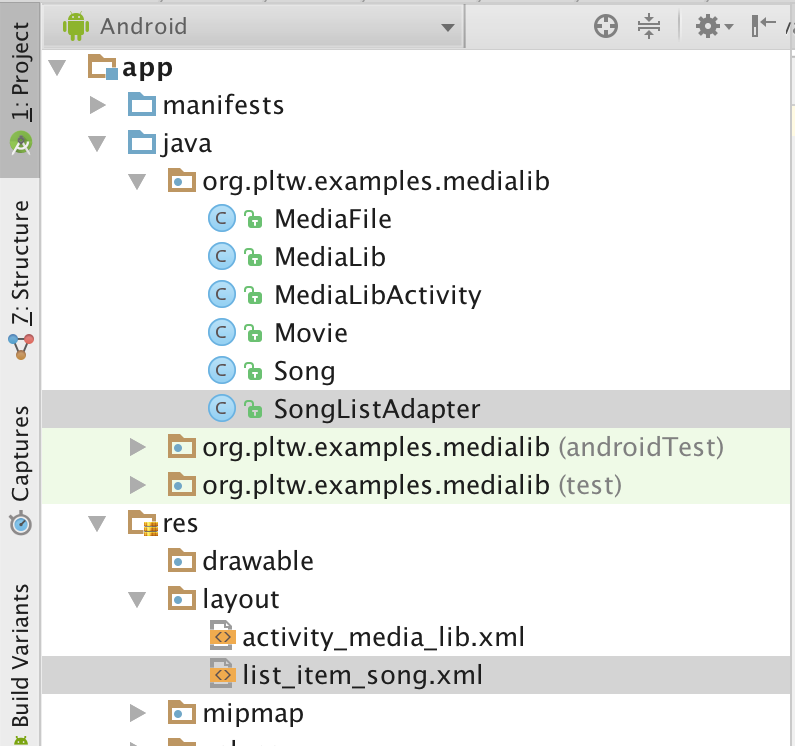 Android
1: Project
7: Structure
Captures
Build Variants
app
manifests
java
org.pltw.examples.medialib
C MediaFile
C MediaLib
C MediaLibActivity
C Movie
C Song
C SongListAdapter
org.pltw.examples.medialib (androidTest)
org.pltw.examples.medialib (test)
res
drawable
layout
activity_media_lib.xml
list_item_song.xml
mipmap